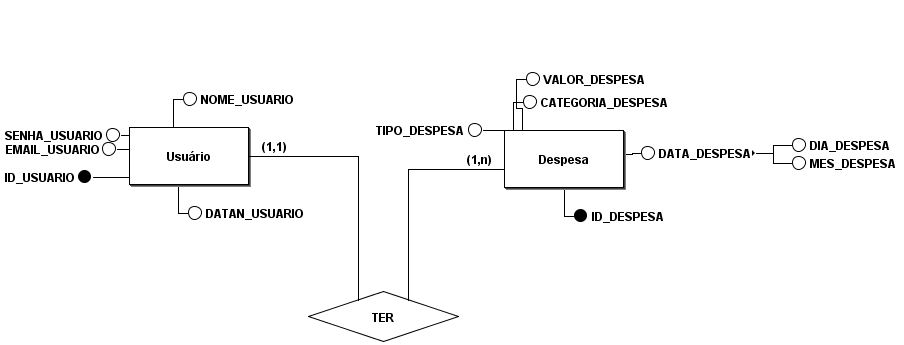 VALOR_DESPESA
NOME_USUARIO
CATEGORIA_DESPESA
TIPO_DESPESA
SENHA_USUARIO
EMAIL_USUARIO
Usuário
(1,1)
(1,n)
Despesa
DATA_DESPESA
DIA_DESPESA
MES_DESPESA
ID_USUARIO
DATAN_USUARIO
ID_DESPESA
TER